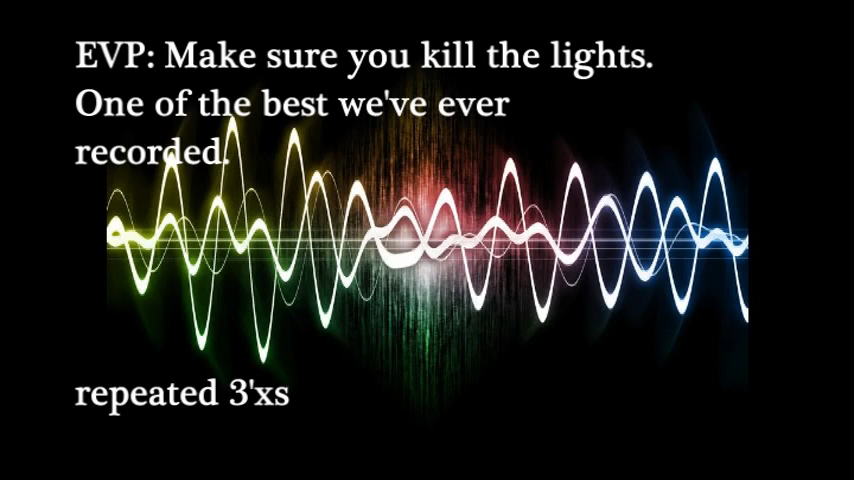 EVP: Make sure you kill the lights.
One of the best we've ever
recorded.
repeated 3'xs